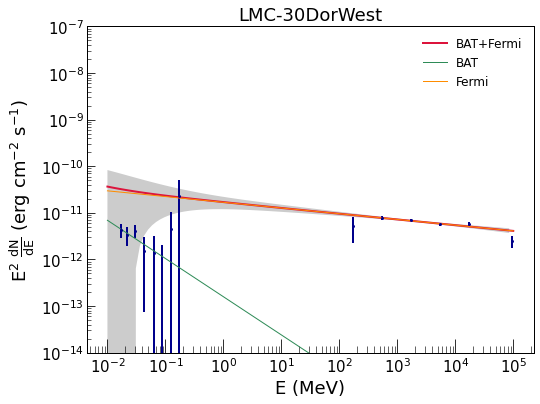 LMC-30DorWest
BAT+Fermi
BAT
Fermi
E² dN/dE (erg cm⁻² s⁻¹)
10⁻⁷
10⁻⁸
10⁻⁹
10⁻¹⁰
10⁻¹¹
10⁻¹²
10⁻¹³
10⁻¹⁴
10⁻² 10⁻¹ 10⁰ 10¹ 10² 10³ 10⁴ 10⁵
E (MeV)